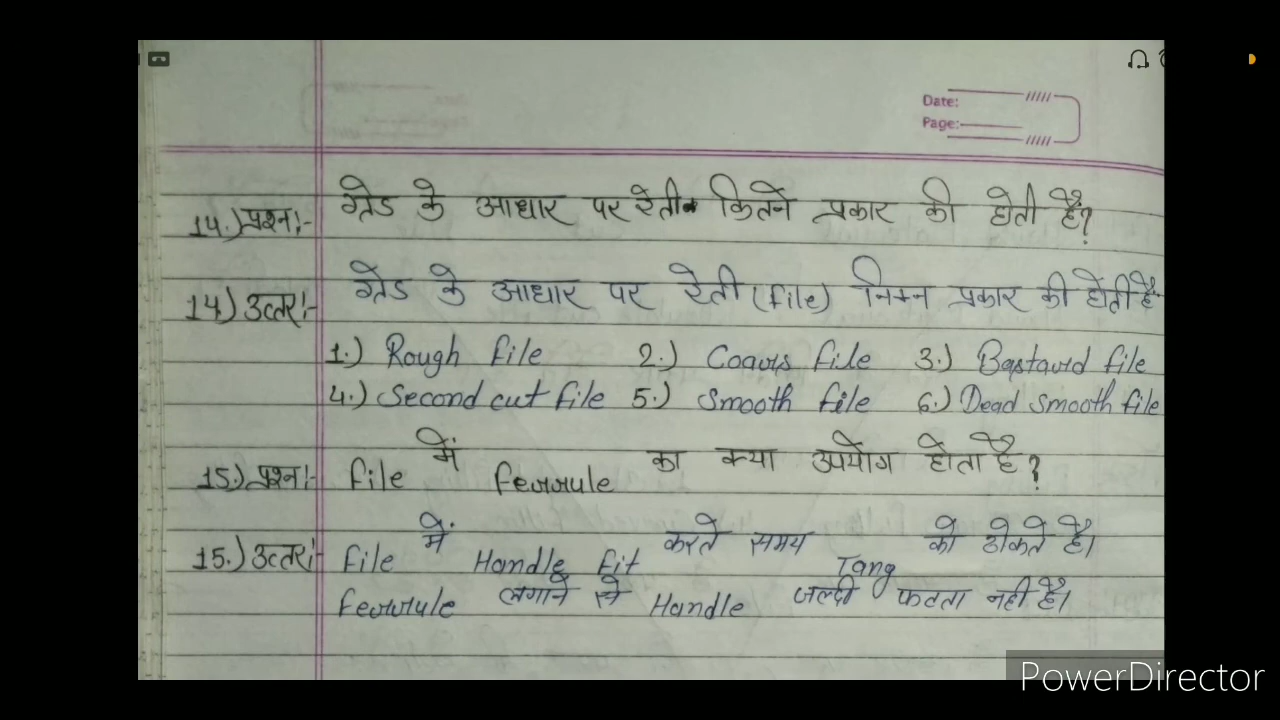 Date:
Page:
14.) प्रश्न:- ग्रेड के आधार पर रेती कितने प्रकार की होती है?
14) उत्तर:- ग्रेड के आधार पर रेती (file) निम्न प्रकार की होती है-
1.) Rough file 2.) Coaurs file 3.) Bastaurd file
4.) Second cut file 5.) Smooth file 6.) Dead smooth file
15.) प्रश्न:- file में ferrule का क्या उपयोग होता है?
15.) उत्तर:- file में Handle fit करते समय Tang को ठोकते है।
ferrule लगाने से Handle जल्दी फटता नही है।
PowerDirector